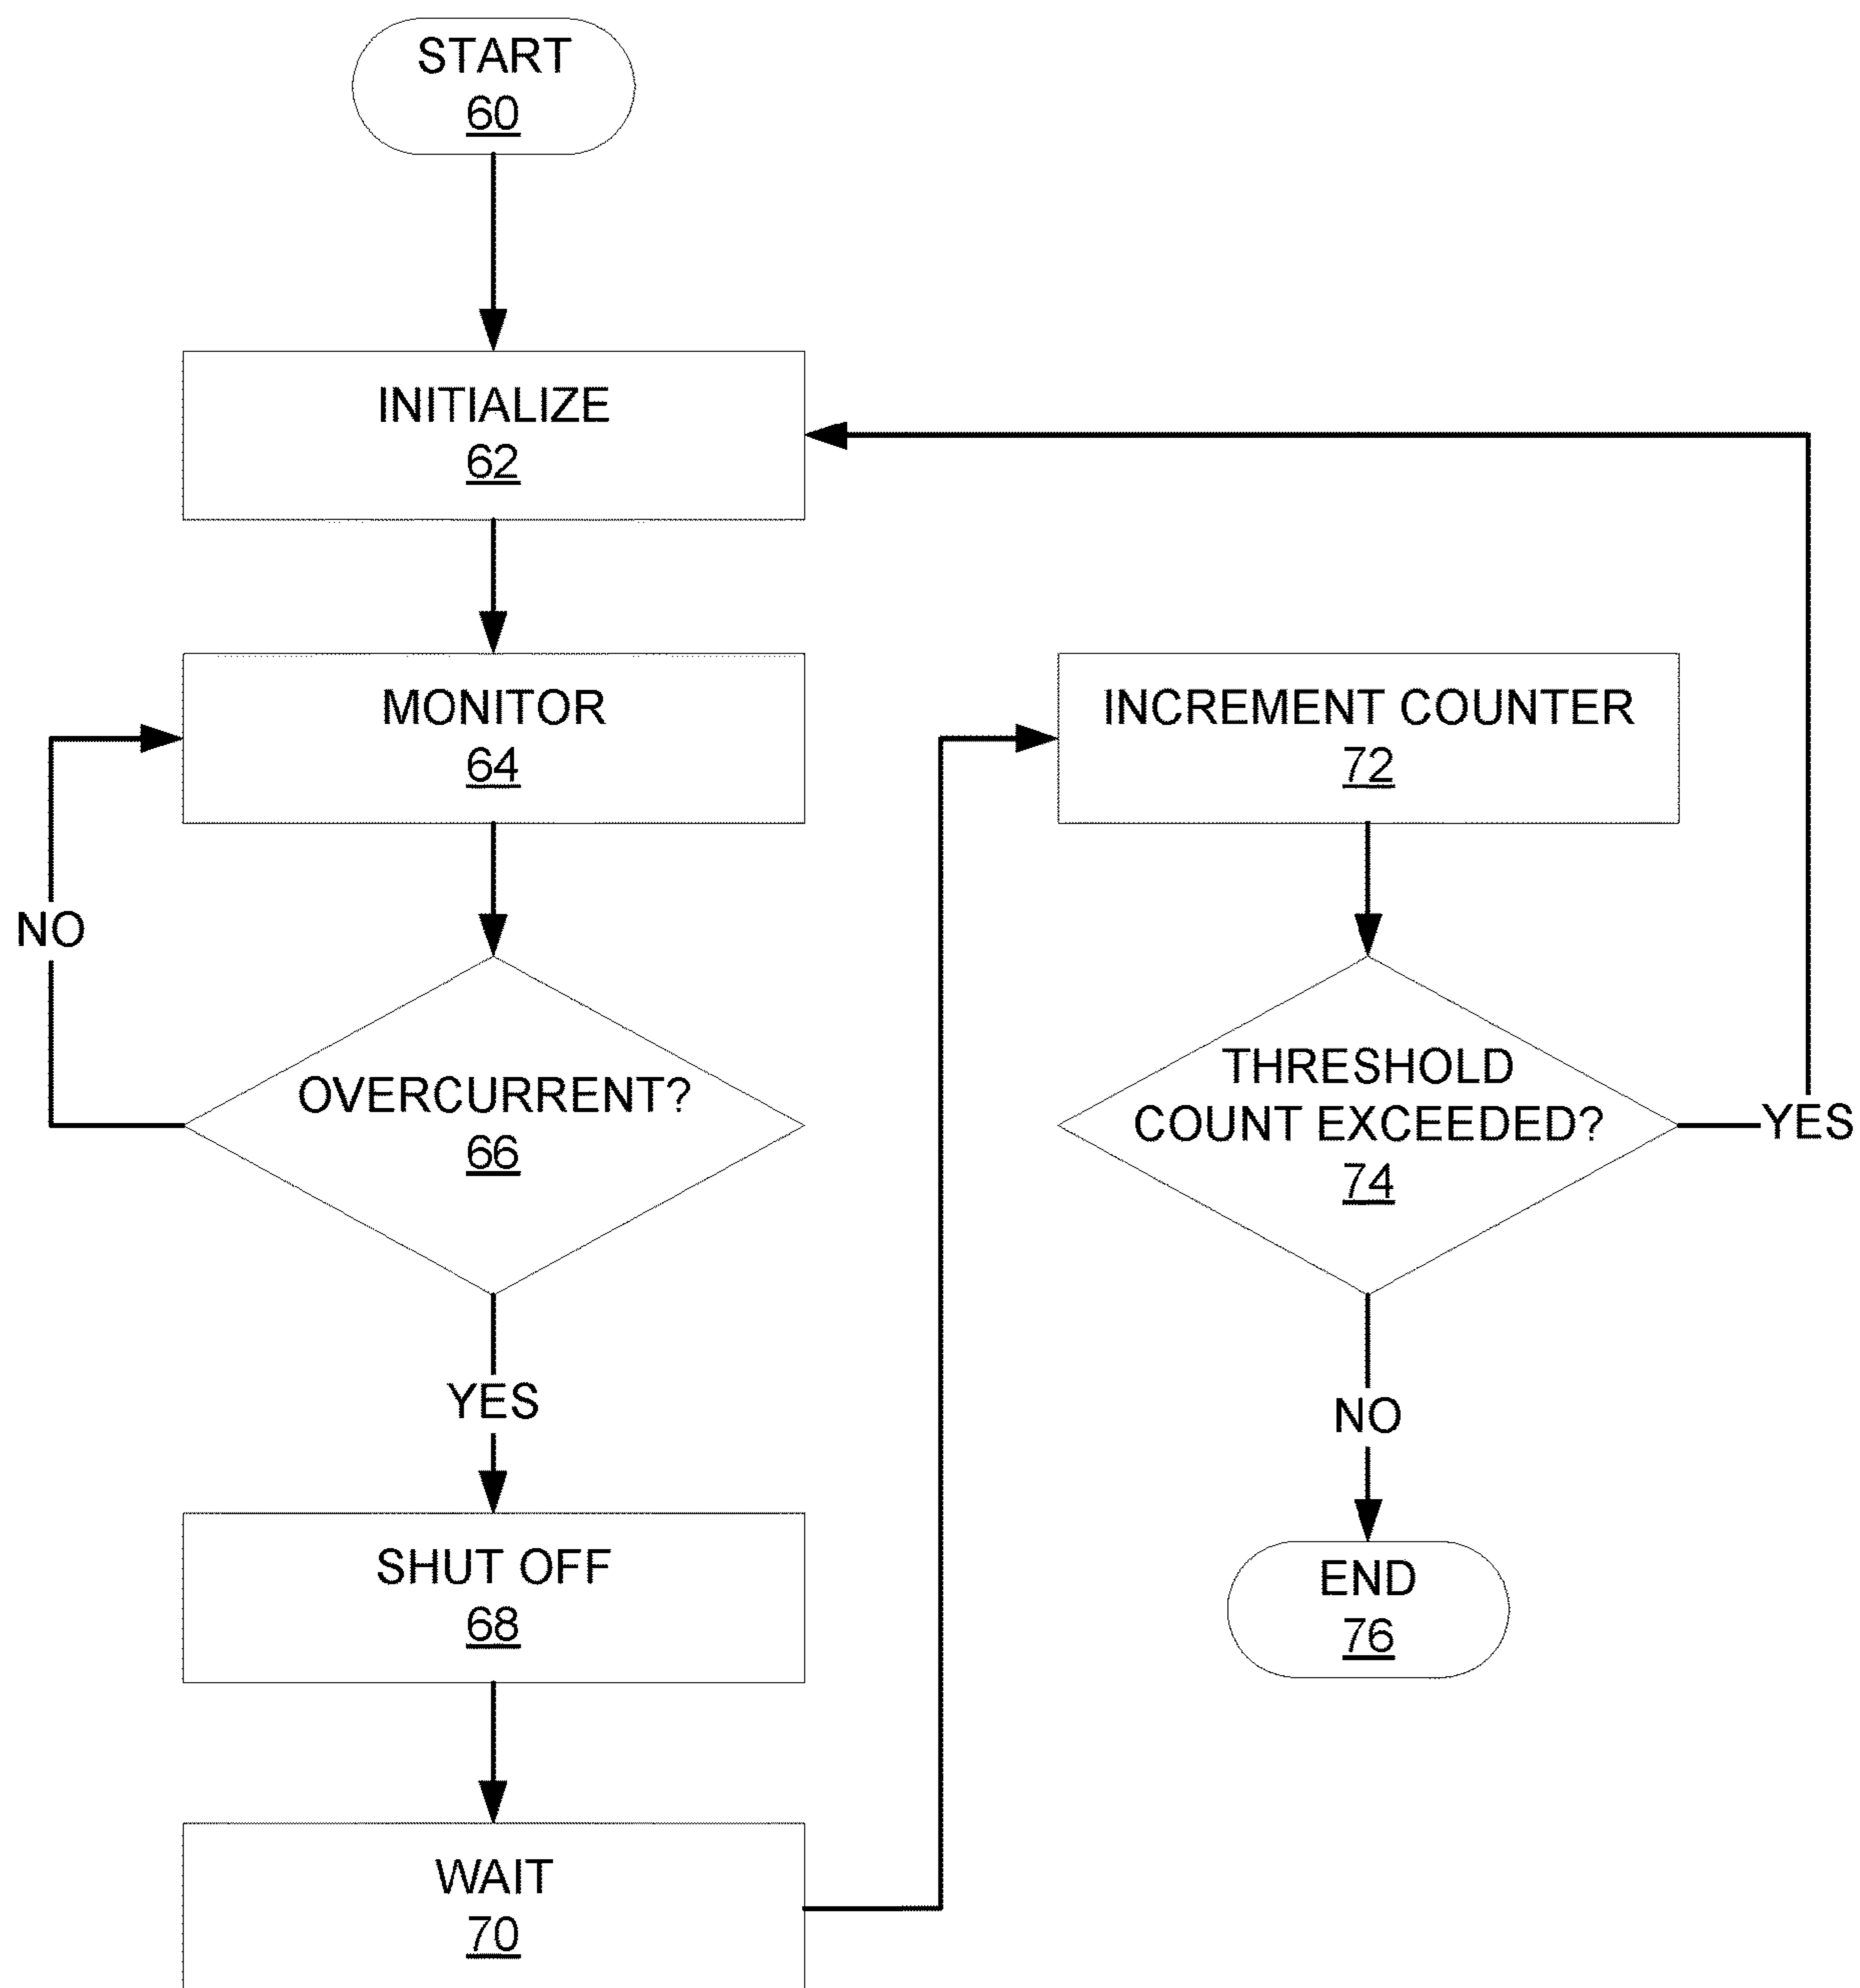 START
60
INITIALIZE
62
MONITOR
64
NO
OVERCURRENT?
66
YES
SHUT OFF
68
WAIT
70
INCREMENT COUNTER
72
THRESHOLD
COUNT EXCEEDED?
74
YES
NO
END
76